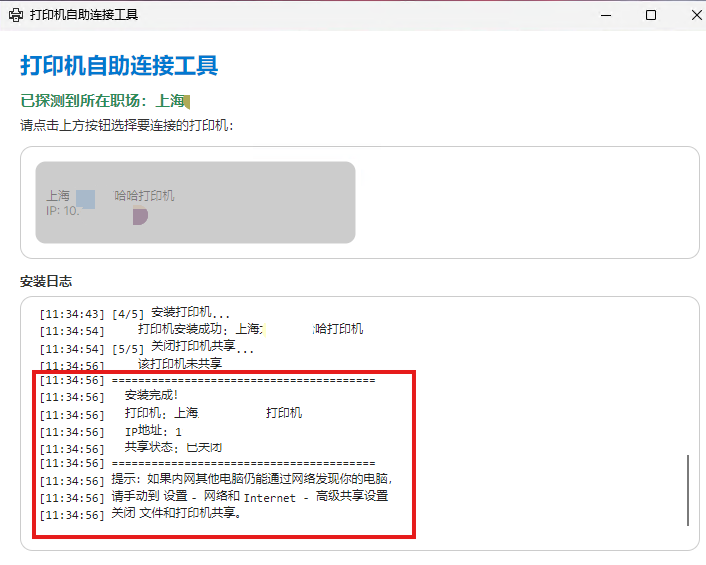 打印机自助连接工具
打印机自助连接工具
已探测到所在职场：上海
请点击上方按钮选择要连接的打印机：
上海 哈哈打印机
IP: 10.
安装日志
[11:34:43] [4/5] 安装打印机...
[11:34:54] 打印机安装成功：上海 哈打印机
[11:34:54] [5/5] 关闭打印机共享...
[11:34:56] 该打印机未共享
[11:34:56] ========================================
[11:34:56] 安装完成！
[11:34:56] 打印机：上海 打印机
[11:34:56] IP地址：1
[11:34:56] 共享状态：已关闭
[11:34:56] ========================================
[11:34:56] 提示：如果内网其他电脑仍能通过网络发现你的电脑，
[11:34:56] 请手动到 设置 - 网络和 Internet - 高级共享设置
[11:34:56] 关闭 文件和打印机共享。